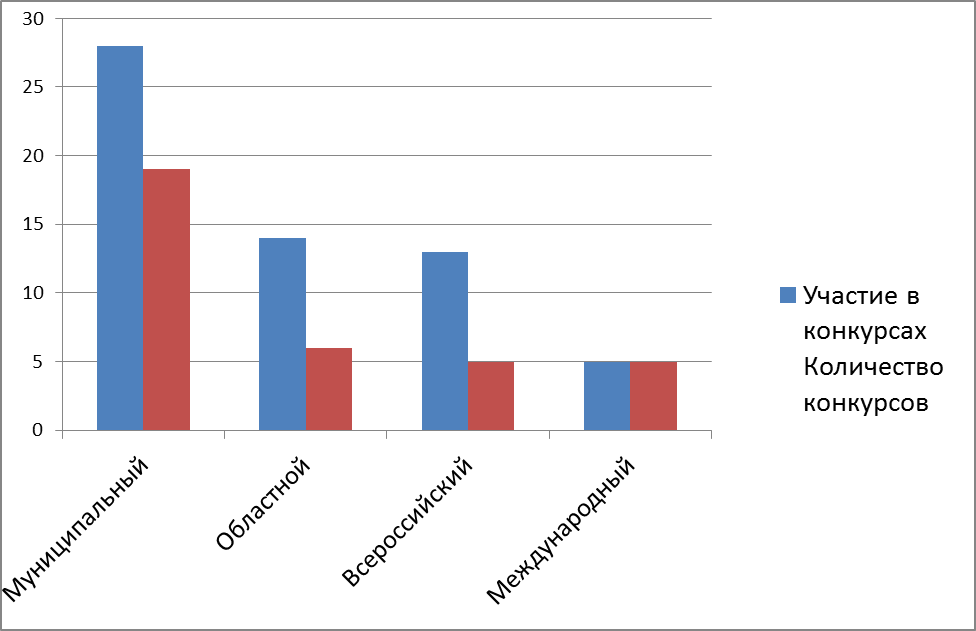 30
25
20
15
10
5
0
Муниципальный
Областной
Всероссийский
Международный
Участие в
конкурсах
Количество
конкурсов